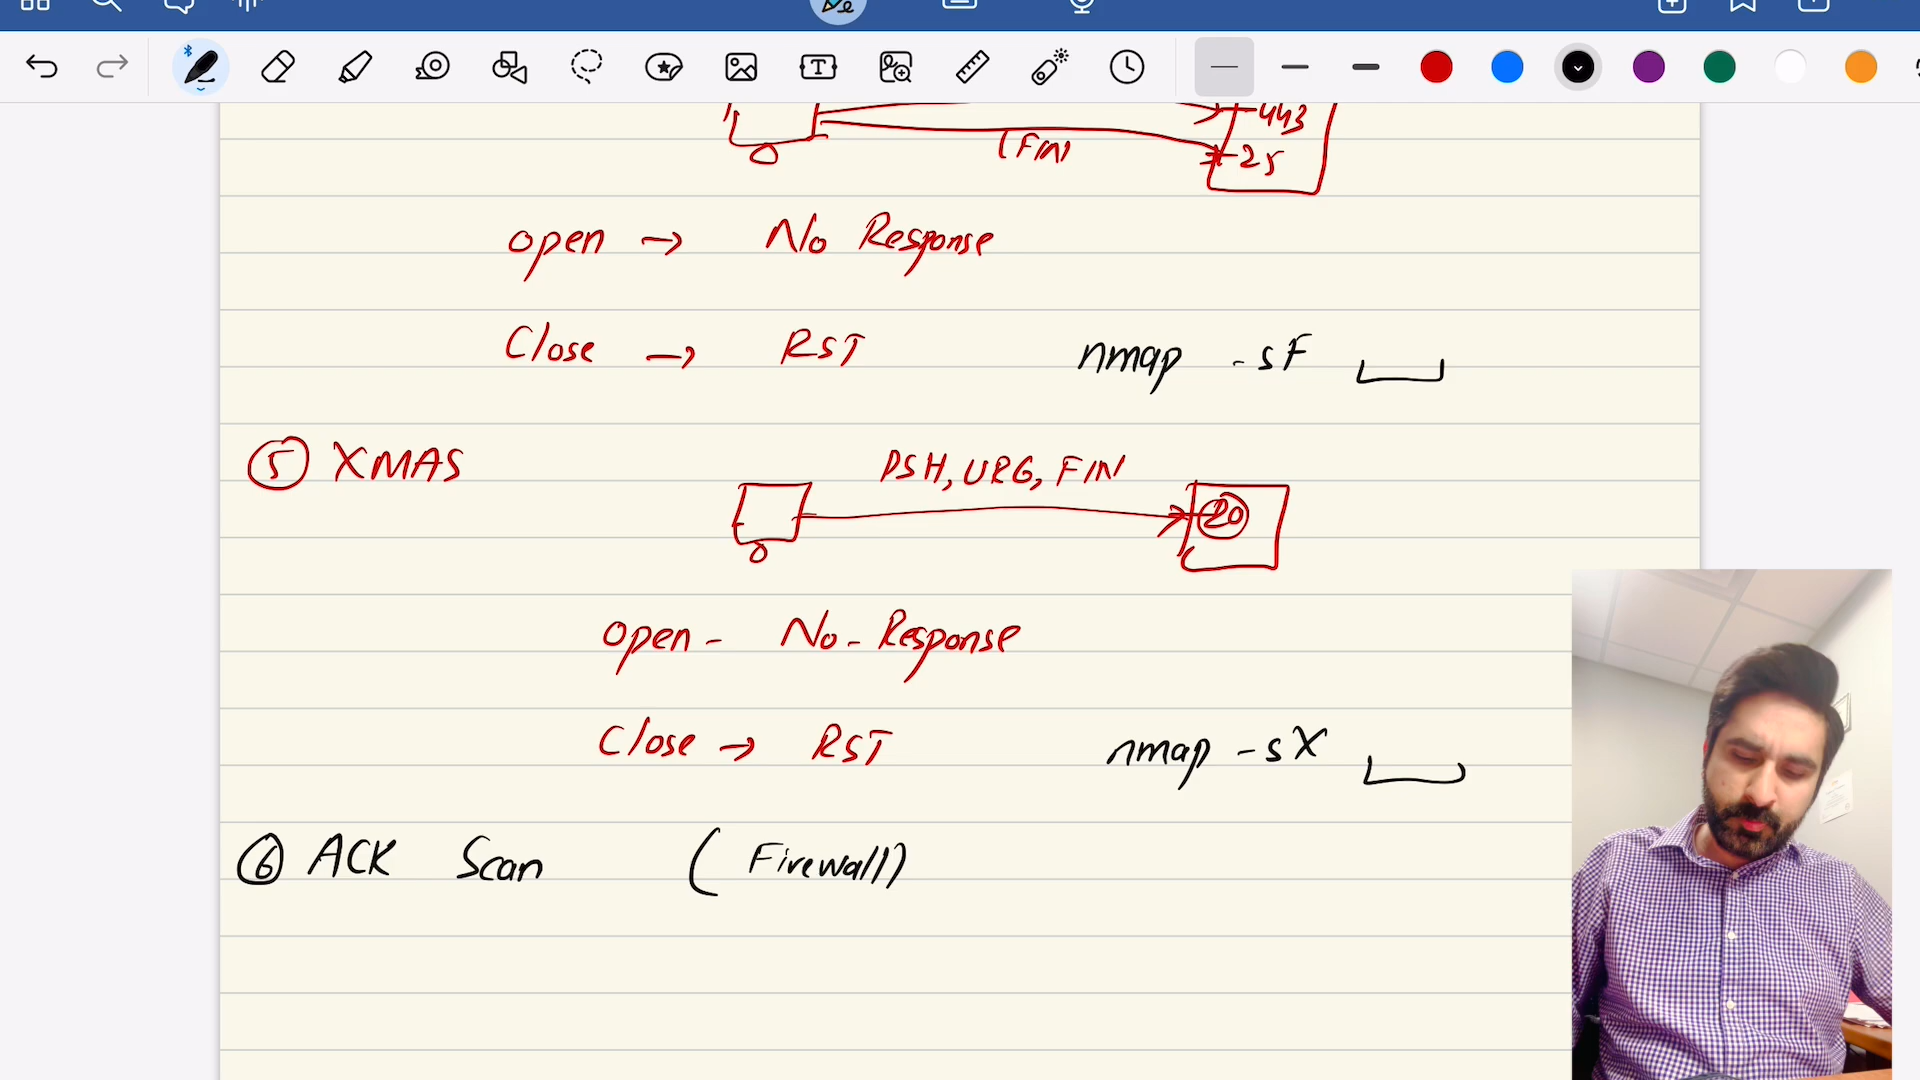 443
(FIN)
25
open → No Response
Close → RST
nmap -sF
⑤ XMAS
PSH, URG, FIN
20
open - No - Response
Close → RST
nmap -sX
⑥ ACK Scan ( Firewall)